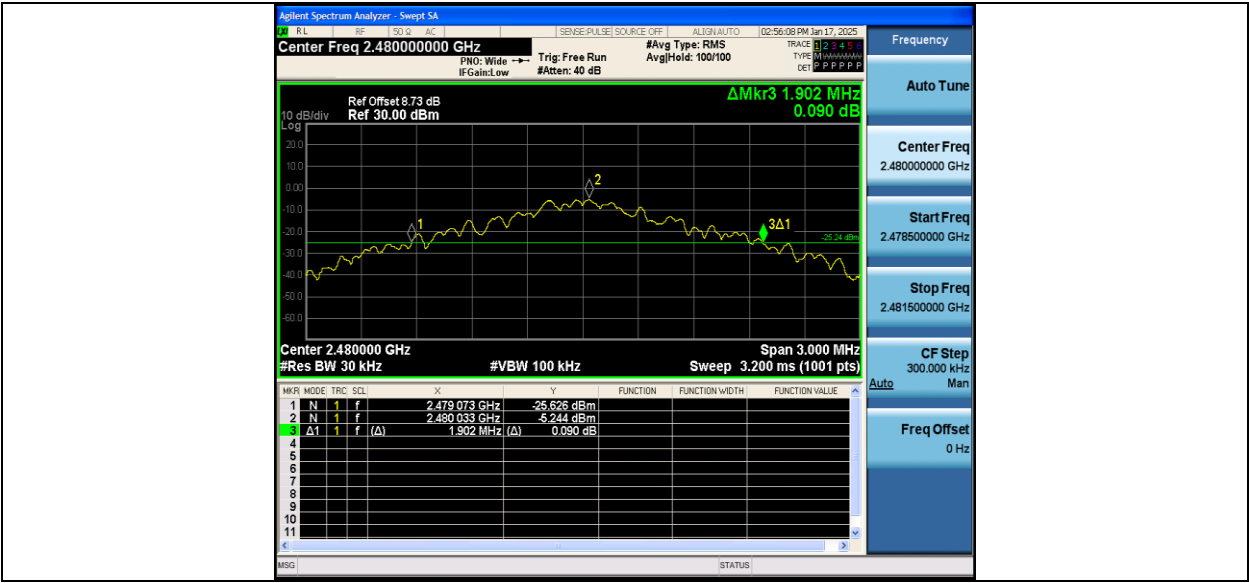 Agilent Spectrum Analyzer - Swept SA
RL RF 50 Ω AC SENSE:PULSE SOURCE OFF ALIGN AUTO 02:56:08 PM Jan 17, 2025
Center Freq 2.480000000 GHz #Avg Type: RMS TRACE 1 2 3 4 5 6
PNO: Wide Trig: Free Run Avg|Hold: 100/100 TYPE M
IFGain:Low #Atten: 40 dB DET P P P P P P
ΔMkr3 1.902 MHz
0.090 dB
Ref Offset 8.73 dB
10 dB/div Ref 30.00 dBm
Log
20.0
10.0
0.00
-10.0
-20.0
-30.0
-40.0
-50.0
-60.0
1
2
3Δ1
-25.24 dBm
Center 2.480000 GHz Span 3.000 MHz
#Res BW 30 kHz #VBW 100 kHz Sweep 3.200 ms (1001 pts)
MKR MODE TRC SCL X Y FUNCTION FUNCTION WIDTH FUNCTION VALUE
1 N 1 f 2.479 073 GHz -25.626 dBm
2 N 1 f 2.480 033 GHz -5.244 dBm
3 Δ1 1 f (Δ) 1.902 MHz (Δ) 0.090 dB
4
5
6
7
8
9
10
11
MSG STATUS
Frequency
Auto Tune
Center Freq
2.480000000 GHz
Start Freq
2.478500000 GHz
Stop Freq
2.481500000 GHz
CF Step
300.000 kHz
Auto Man
Freq Offset
0 Hz